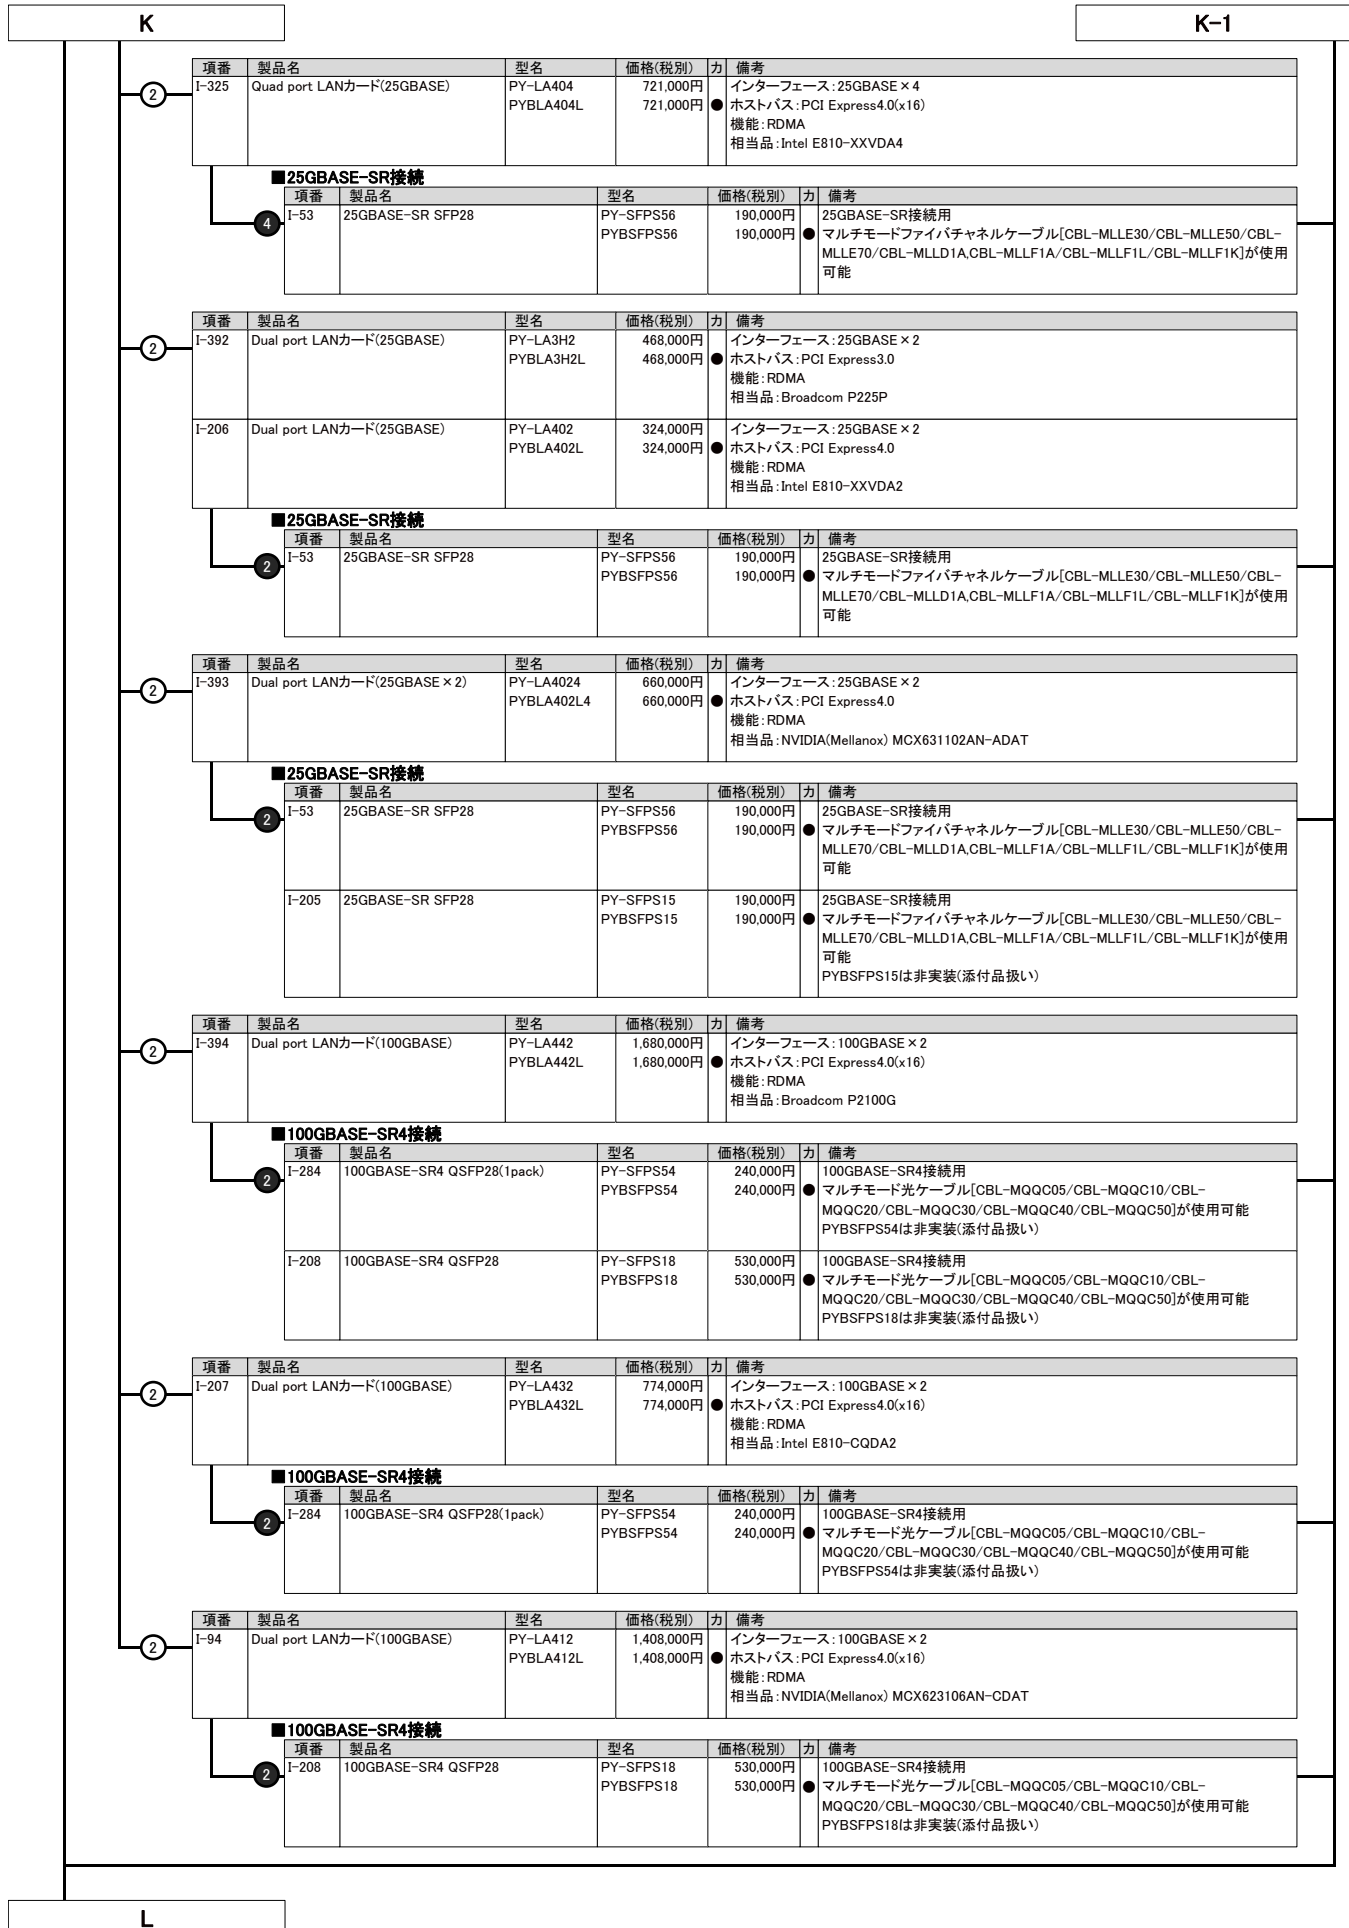 K
K-1
項番 製品名 型名 価格(税別) カ 備考
2 I-325 Quad port LANカード(25GBASE) PY-LA404 721,000円 インターフェース:25GBASE×4
PYBLA404L 721,000円 ● ホストバス:PCI Express4.0(x16)
機能:RDMA
相当品:Intel E810-XXVDA4
■25GBASE-SR接続
項番 製品名 型名 価格(税別) カ 備考
4 I-53 25GBASE-SR SFP28 PY-SFPS56 190,000円 25GBASE-SR接続用
PYBSFPS56 190,000円 ● マルチモードファイバチャネルケーブル[CBL-MLLE30/CBL-MLLE50/CBL-
MLLE70/CBL-MLLD1A,CBL-MLLF1A/CBL-MLLF1L/CBL-MLLF1K]が使用
可能
項番 製品名 型名 価格(税別) カ 備考
2 I-392 Dual port LANカード(25GBASE) PY-LA3H2 468,000円 インターフェース:25GBASE×2
PYBLA3H2L 468,000円 ● ホストバス:PCI Express3.0
機能:RDMA
相当品:Broadcom P225P
I-206 Dual port LANカード(25GBASE) PY-LA402 324,000円 インターフェース:25GBASE×2
PYBLA402L 324,000円 ● ホストバス:PCI Express4.0
機能:RDMA
相当品:Intel E810-XXVDA2
■25GBASE-SR接続
項番 製品名 型名 価格(税別) カ 備考
2 I-53 25GBASE-SR SFP28 PY-SFPS56 190,000円 25GBASE-SR接続用
PYBSFPS56 190,000円 ● マルチモードファイバチャネルケーブル[CBL-MLLE30/CBL-MLLE50/CBL-
MLLE70/CBL-MLLD1A,CBL-MLLF1A/CBL-MLLF1L/CBL-MLLF1K]が使用
可能
項番 製品名 型名 価格(税別) カ 備考
2 I-393 Dual port LANカード(25GBASE×2) PY-LA4024 660,000円 インターフェース:25GBASE×2
PYBLA402L4 660,000円 ● ホストバス:PCI Express4.0
機能:RDMA
相当品:NVIDIA(Mellanox) MCX631102AN-ADAT
■25GBASE-SR接続
項番 製品名 型名 価格(税別) カ 備考
2 I-53 25GBASE-SR SFP28 PY-SFPS56 190,000円 25GBASE-SR接続用
PYBSFPS56 190,000円 ● マルチモードファイバチャネルケーブル[CBL-MLLE30/CBL-MLLE50/CBL-
MLLE70/CBL-MLLD1A,CBL-MLLF1A/CBL-MLLF1L/CBL-MLLF1K]が使用
可能
I-205 25GBASE-SR SFP28 PY-SFPS15 190,000円 25GBASE-SR接続用
PYBSFPS15 190,000円 ● マルチモードファイバチャネルケーブル[CBL-MLLE30/CBL-MLLE50/CBL-
MLLE70/CBL-MLLD1A,CBL-MLLF1A/CBL-MLLF1L/CBL-MLLF1K]が使用
可能
PYBSFPS15は非実装(添付品扱い)
項番 製品名 型名 価格(税別) カ 備考
2 I-394 Dual port LANカード(100GBASE) PY-LA442 1,680,000円 インターフェース:100GBASE×2
PYBLA442L 1,680,000円 ● ホストバス:PCI Express4.0(x16)
機能:RDMA
相当品:Broadcom P2100G
■100GBASE-SR4接続
項番 製品名 型名 価格(税別) カ 備考
2 I-284 100GBASE-SR4 QSFP28(1pack) PY-SFPS54 240,000円 100GBASE-SR4接続用
PYBSFPS54 240,000円 ● マルチモード光ケーブル[CBL-MQQC05/CBL-MQQC10/CBL-
MQQC20/CBL-MQQC30/CBL-MQQC40/CBL-MQQC50]が使用可能
PYBSFPS54は非実装(添付品扱い)
I-208 100GBASE-SR4 QSFP28 PY-SFPS18 530,000円 100GBASE-SR4接続用
PYBSFPS18 530,000円 ● マルチモード光ケーブル[CBL-MQQC05/CBL-MQQC10/CBL-
MQQC20/CBL-MQQC30/CBL-MQQC40/CBL-MQQC50]が使用可能
PYBSFPS18は非実装(添付品扱い)
項番 製品名 型名 価格(税別) カ 備考
2 I-207 Dual port LANカード(100GBASE) PY-LA432 774,000円 インターフェース:100GBASE×2
PYBLA432L 774,000円 ● ホストバス:PCI Express4.0(x16)
機能:RDMA
相当品:Intel E810-CQDA2
■100GBASE-SR4接続
項番 製品名 型名 価格(税別) カ 備考
2 I-284 100GBASE-SR4 QSFP28(1pack) PY-SFPS54 240,000円 100GBASE-SR4接続用
PYBSFPS54 240,000円 ● マルチモード光ケーブル[CBL-MQQC05/CBL-MQQC10/CBL-
MQQC20/CBL-MQQC30/CBL-MQQC40/CBL-MQQC50]が使用可能
PYBSFPS54は非実装(添付品扱い)
項番 製品名 型名 価格(税別) カ 備考
2 I-94 Dual port LANカード(100GBASE) PY-LA412 1,408,000円 インターフェース:100GBASE×2
PYBLA412L 1,408,000円 ● ホストバス:PCI Express4.0(x16)
機能:RDMA
相当品:NVIDIA(Mellanox) MCX623106AN-CDAT
■100GBASE-SR4接続
項番 製品名 型名 価格(税別) カ 備考
2 I-208 100GBASE-SR4 QSFP28 PY-SFPS18 530,000円 100GBASE-SR4接続用
PYBSFPS18 530,000円 ● マルチモード光ケーブル[CBL-MQQC05/CBL-MQQC10/CBL-
MQQC20/CBL-MQQC30/CBL-MQQC40/CBL-MQQC50]が使用可能
PYBSFPS18は非実装(添付品扱い)
L